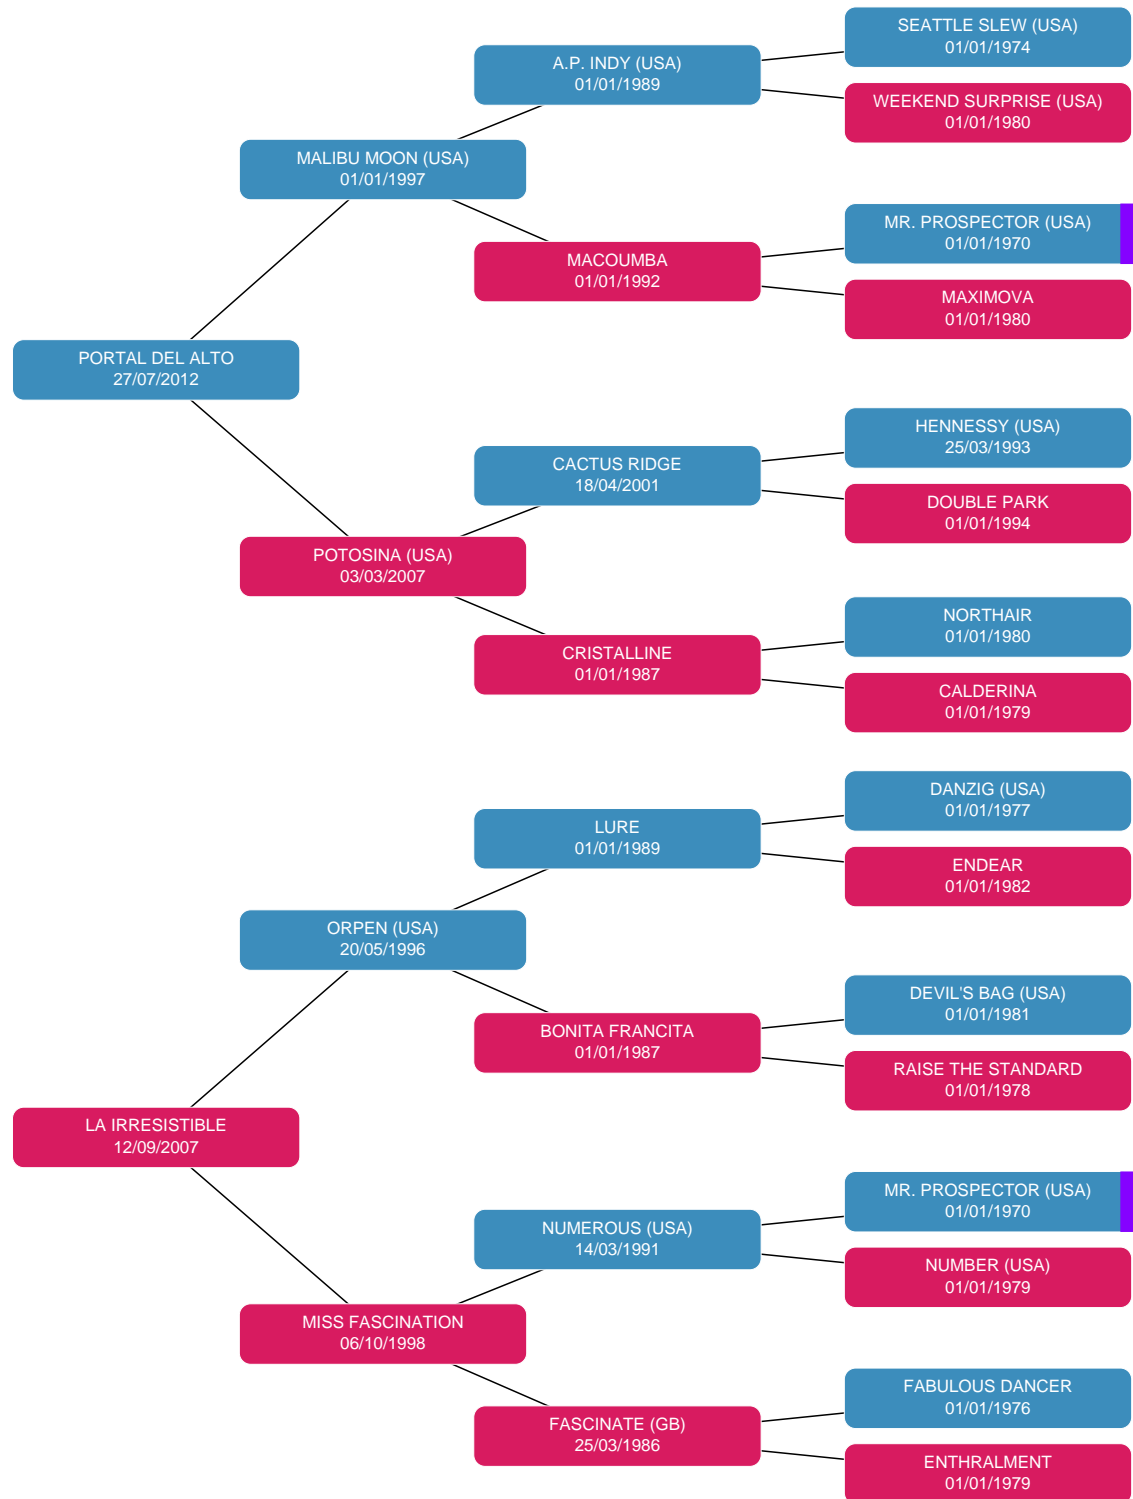 SEATTLE SLEW (USA)
01/01/1974
A.P. INDY (USA)
01/01/1989
WEEKEND SURPRISE (USA)
01/01/1980
MALIBU MOON (USA)
01/01/1997
MR. PROSPECTOR (USA)
01/01/1970
MACOUMBA
01/01/1992
MAXIMOVA
01/01/1980
PORTAL DEL ALTO
27/07/2012
HENNESSY (USA)
25/03/1993
CACTUS RIDGE
18/04/2001
DOUBLE PARK
01/01/1994
POTOSINA (USA)
03/03/2007
NORTHAIR
01/01/1980
CRISTALLINE
01/01/1987
CALDERINA
01/01/1979
DANZIG (USA)
01/01/1977
LURE
01/01/1989
ENDEAR
01/01/1982
ORPEN (USA)
20/05/1996
DEVIL'S BAG (USA)
01/01/1981
BONITA FRANCITA
01/01/1987
RAISE THE STANDARD
01/01/1978
LA IRRESISTIBLE
12/09/2007
MR. PROSPECTOR (USA)
01/01/1970
NUMEROUS (USA)
14/03/1991
NUMBER (USA)
01/01/1979
MISS FASCINATION
06/10/1998
FABULOUS DANCER
01/01/1976
FASCINATE (GB)
25/03/1986
ENTHRALMENT
01/01/1979